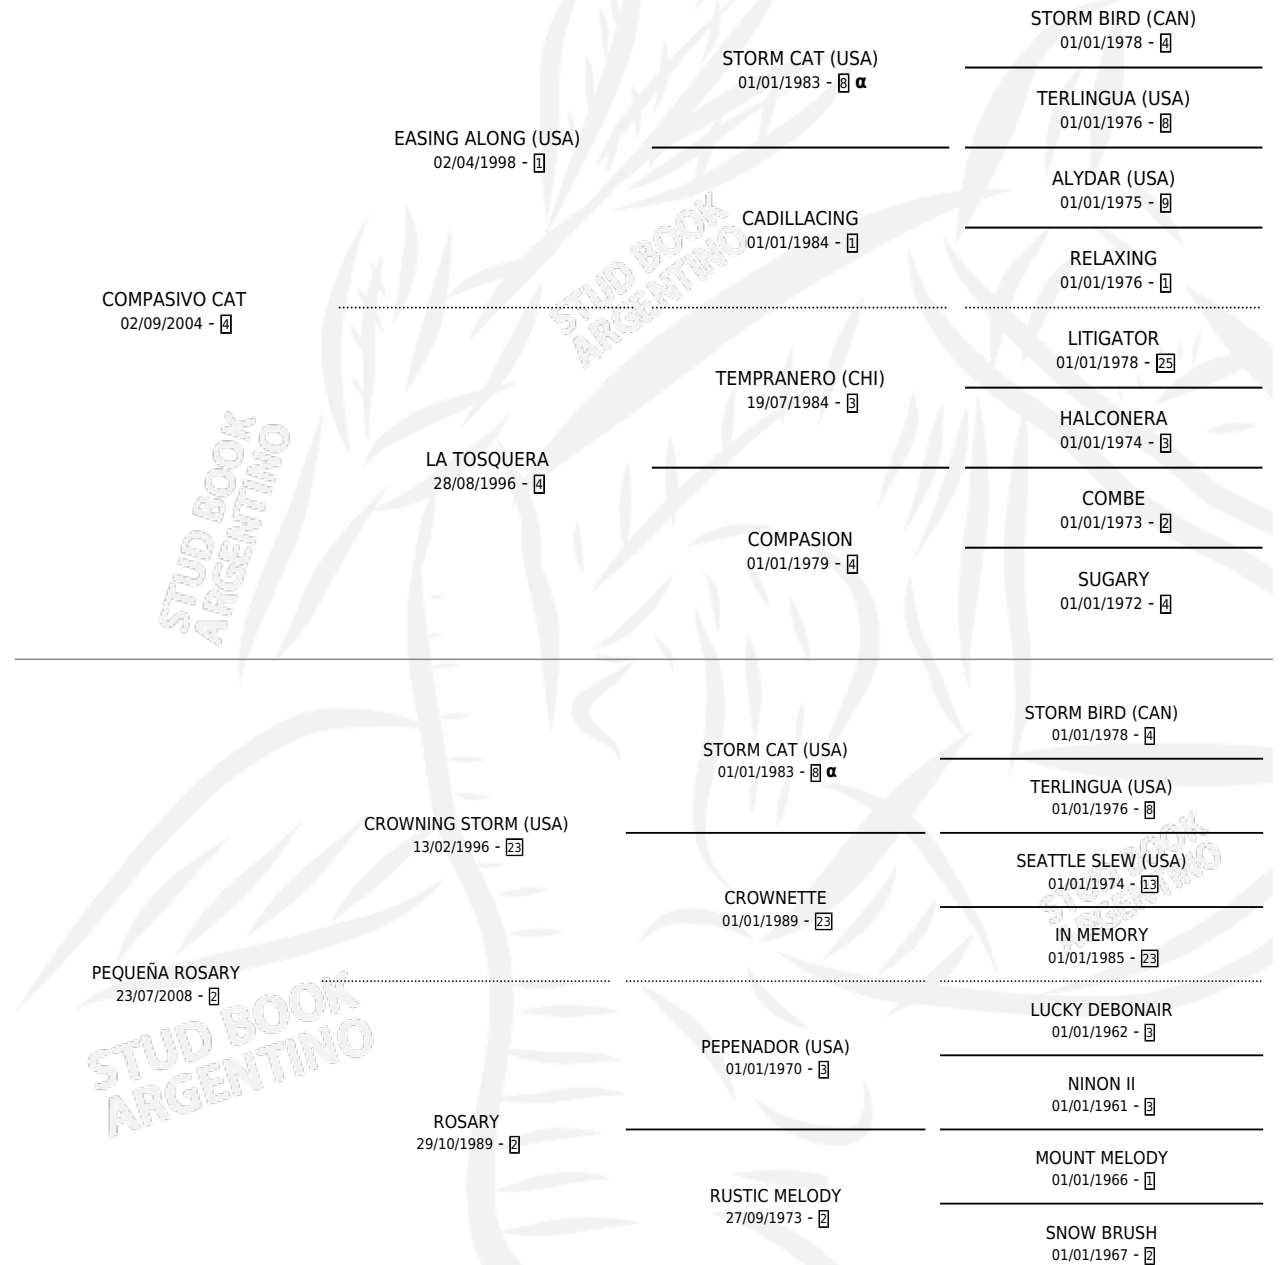 STORM BIRD (CAN)
01/01/1978 - 4
STORM CAT (USA)
01/01/1983 - 8 α
TERLINGUA (USA)
01/01/1976 - 8
EASING ALONG (USA)
02/04/1998 - 1
ALYDAR (USA)
01/01/1975 - 9
CADILLACING
01/01/1984 - 1
RELAXING
01/01/1976 - 1
STUD BOOK
ARGENTINO
COMPASIVO CAT
02/09/2004 - 4
LITIGATOR
01/01/1978 - 25
TEMPRANERO (CHI)
19/07/1984 - 3
HALCONERA
01/01/1974 - 3
LA TOSQUERA
28/08/1996 - 4
COMBE
01/01/1973 - 2
COMPASION
01/01/1979 - 4
SUGARY
01/01/1972 - 4
STUD BOOK
ARGENTINO
STORM BIRD (CAN)
01/01/1978 - 4
STORM CAT (USA)
01/01/1983 - 8 α
TERLINGUA (USA)
01/01/1976 - 8
CROWNING STORM (USA)
13/02/1996 - 23
SEATTLE SLEW (USA)
01/01/1974 - 13
CROWNETTE
01/01/1989 - 23
IN MEMORY
01/01/1985 - 23
STUD BOOK
ARGENTINO
PEQUEÑA ROSARY
23/07/2008 - 2
STUD BOOK
ARGENTINO
LUCKY DEBONAIR
01/01/1962 - 3
PEPENADOR (USA)
01/01/1970 - 3
NINON II
01/01/1961 - 3
ROSARY
29/10/1989 - 2
MOUNT MELODY
01/01/1966 - 1
RUSTIC MELODY
27/09/1973 - 2
SNOW BRUSH
01/01/1967 - 2